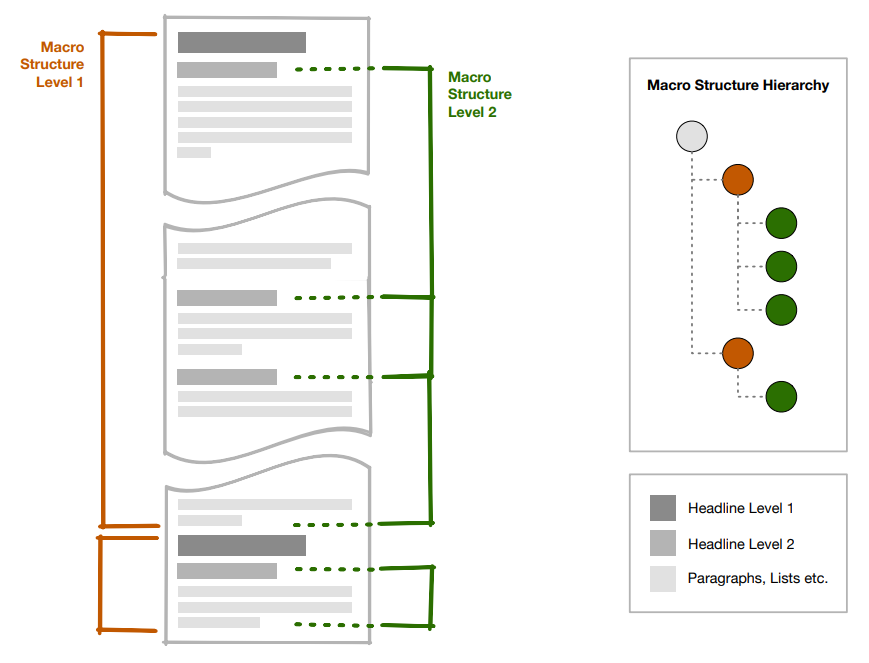 Macro
Structure
Level 1
Macro
Structure
Level 2
Macro Structure Hierarchy
Headline Level 1
Headline Level 2
Paragraphs, Lists etc.